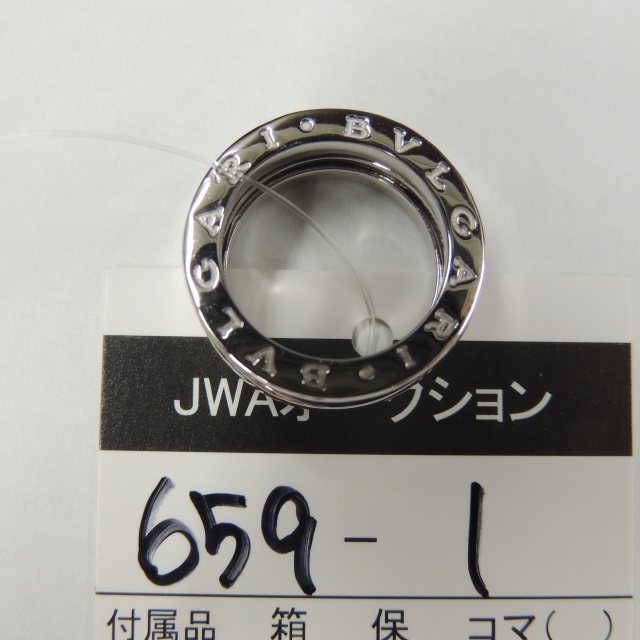 BVLGARI • BVLGARI •
JWAオークション
659-1
付属品 箱 保 コマ( )